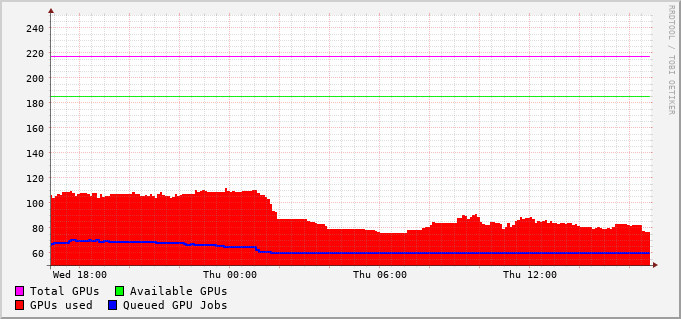 240
220
200
180
160
140
120
100
80
60
Wed 18:00 Thu 00:00 Thu 06:00 Thu 12:00
Total GPUs Available GPUs
GPUs used Queued GPU Jobs
RRDTOOL / TOBI OETIKER